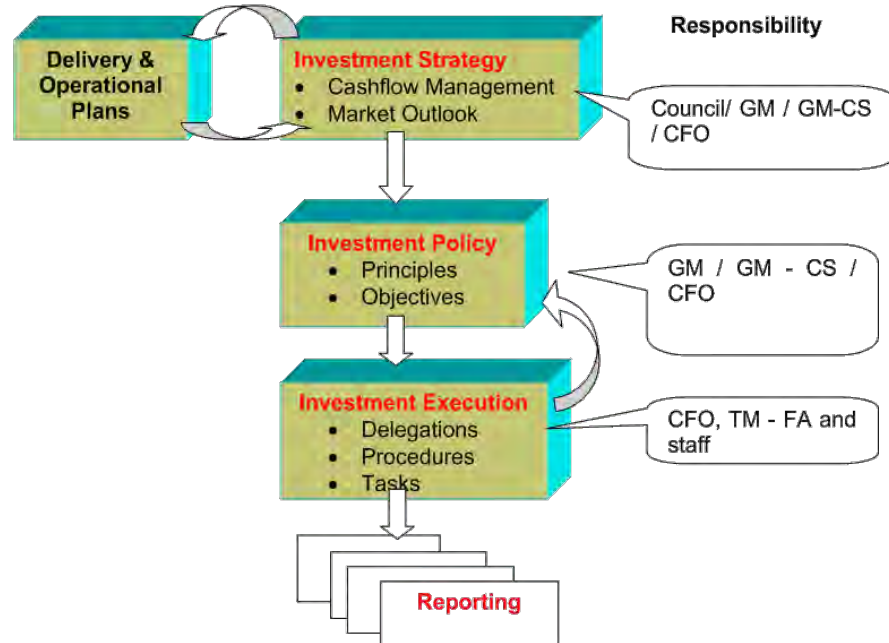 Responsibility
Delivery &
Operational
Plans
Investment Strategy
• Cashflow Management
• Market Outlook
Council/ GM / GM-CS
/ CFO
Investment Policy
• Principles
• Objectives
GM / GM - CS /
CFO
Investment Execution
• Delegations
• Procedures
• Tasks
CFO, TM - FA and
staff
Reporting